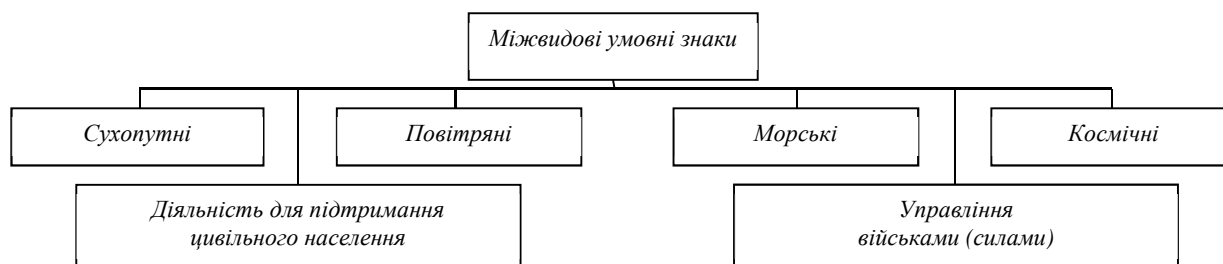 Міжвидові умовні знаки
Сухопутні
Повітряні
Морські
Космічні
Діяльність для підтримання
цивільного населення
Управління
військами (силами)